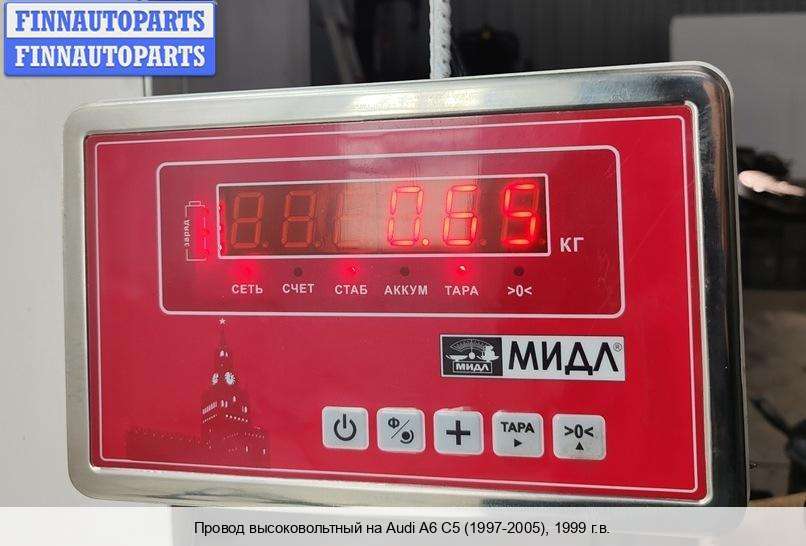 FINNAUTOPARTS
FINNAUTOPARTS
заряд
0.65
КГ
СЕТЬ СЧЕТ СТАБ АККУМ ТАРА >0<
МИДЛ МИДЛ®
Ф/ + ТАРА >0<
Провод высоковольтный на Audi A6 C5 (1997-2005), 1999 г.в.